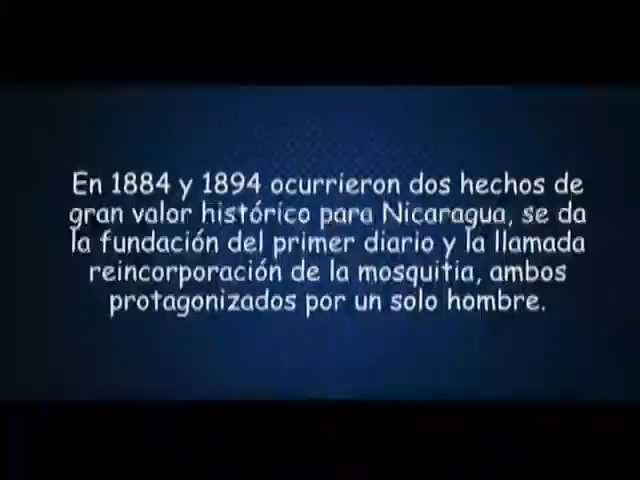 En 1884 y 1894 ocurrieron dos hechos de
gran valor histórico para Nicaragua, se da
la fundación del primer diario y la llamada
reincorporación de la mosquitia, ambos
protagonizados por un solo hombre.